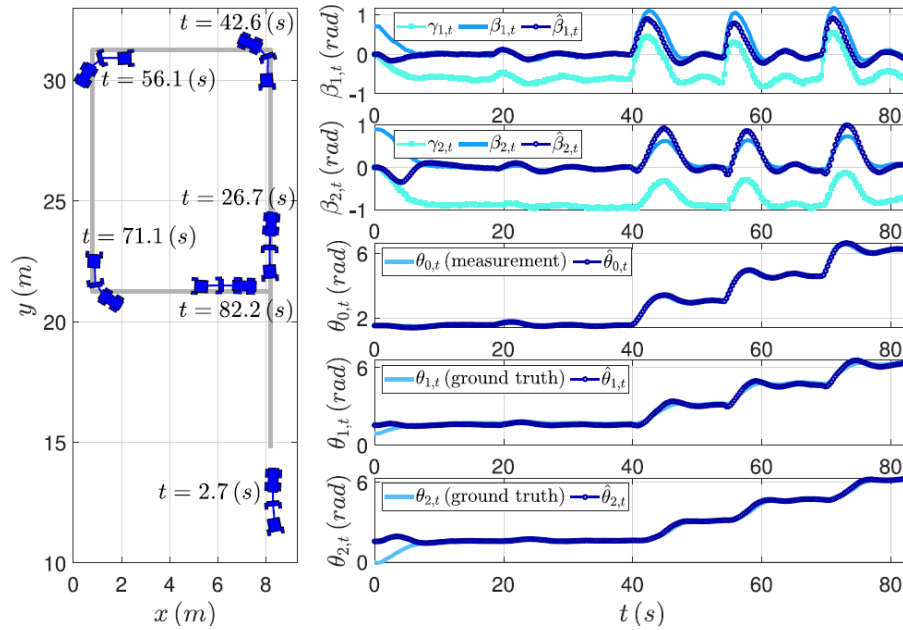 t = 42.6 (s)
t = 56.1 (s)
t = 26.7 (s)
t = 71.1 (s)
t = 82.2 (s)
t = 2.7 (s)
y (m)
30
25
20
15
10
0
2
4
6
8
x (m)
γ₁,ₜ β₁,ₜ β̂₁,ₜ
β₁,ₜ (rad)
1
0
-1
0
20
40
60
80
γ₂,ₜ β₂,ₜ β̂₂,ₜ
β₂,ₜ (rad)
1
0
-1
0
20
40
60
80
θ₀,ₜ (measurement) θ̂₀,ₜ
θ₀,ₜ (rad)
6
2
0
20
40
60
80
θ₁,ₜ (ground truth) θ̂₁,ₜ
θ₁,ₜ (rad)
6
0
0
20
40
60
80
θ₂,ₜ (ground truth) θ̂₂,ₜ
θ₂,ₜ (rad)
6
0
0
20
40
60
80
t (s)